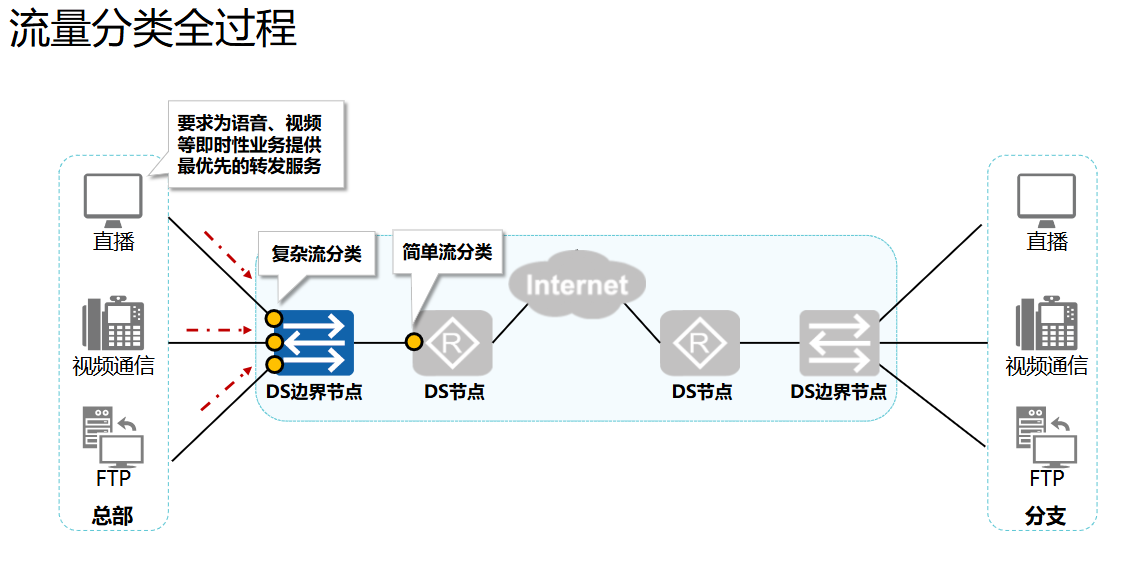 流量分类全过程
要求为语音、视频
等即时性业务提供
最优先的转发服务
直播
视频通信
FTP
总部
复杂流分类
简单流分类
Internet
R
R
DS边界节点
DS节点
DS节点
DS边界节点
直播
视频通信
FTP
分支